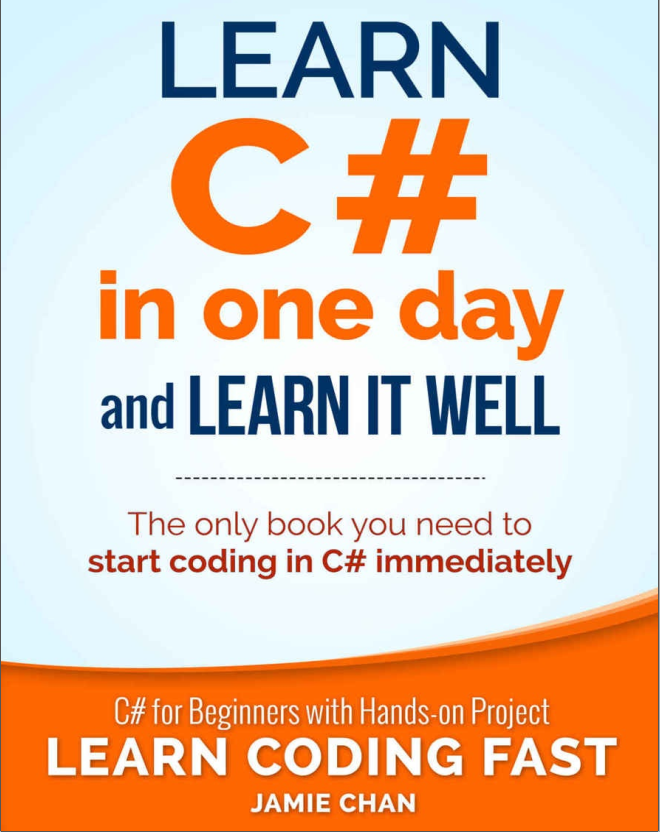 LEARN
C#
in one day
and LEARN IT WELL
The only book you need to
start coding in C# immediately
C# for Beginners with Hands-on Project
LEARN CODING FAST
JAMIE CHAN